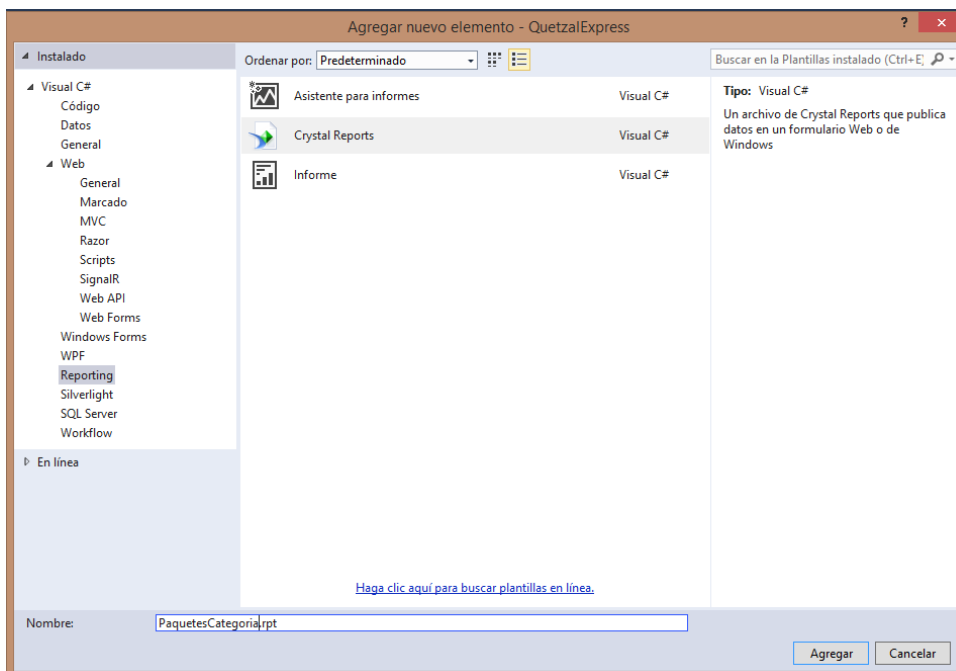 Agregar nuevo elemento - QuetzalExpress
Instalado
Visual C#
Código
Datos
General
Web
General
Marcado
MVC
Razor
Scripts
SignalR
Web API
Web Forms
Windows Forms
WPF
Reporting
Silverlight
SQL Server
Workflow
En línea
Ordenar por: Predeterminado
Asistente para informes Visual C#
Crystal Reports Visual C#
Informe Visual C#
Haga clic aquí para buscar plantillas en línea.
Buscar en la Plantillas instalado (Ctrl+E)
Tipo: Visual C#
Un archivo de Crystal Reports que publica
datos en un formulario Web o de
Windows
Nombre: PaquetesCategoria.rpt
Agregar Cancelar